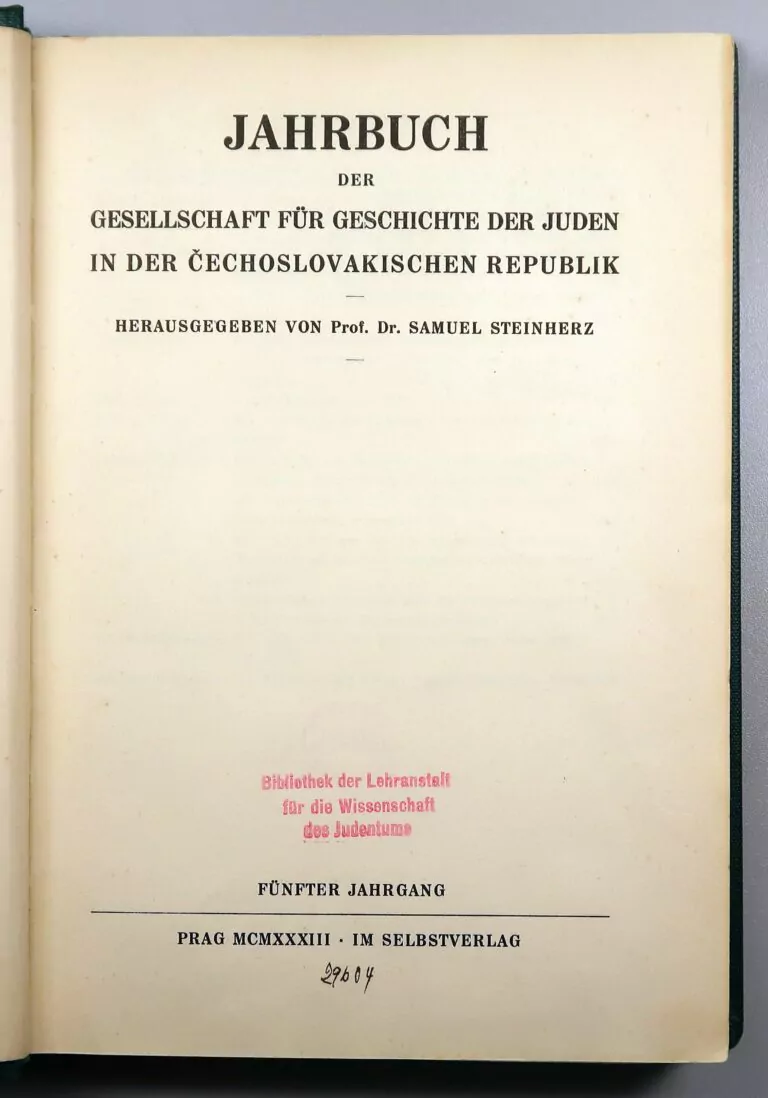 JAHRBUCH
DER
GESELLSCHAFT FÜR GESCHICHTE DER JUDEN
IN DER ČECHOSLOVAKISCHEN REPUBLIK
HERAUSGEGEBEN VON Prof. Dr. SAMUEL STEINHERZ
Bibliothek der Lehranstalt
für die Wissenschaft
des Judentums
FÜNFTER JAHRGANG
PRAG MCMXXXIII · IM SELBSTVERLAG
29604